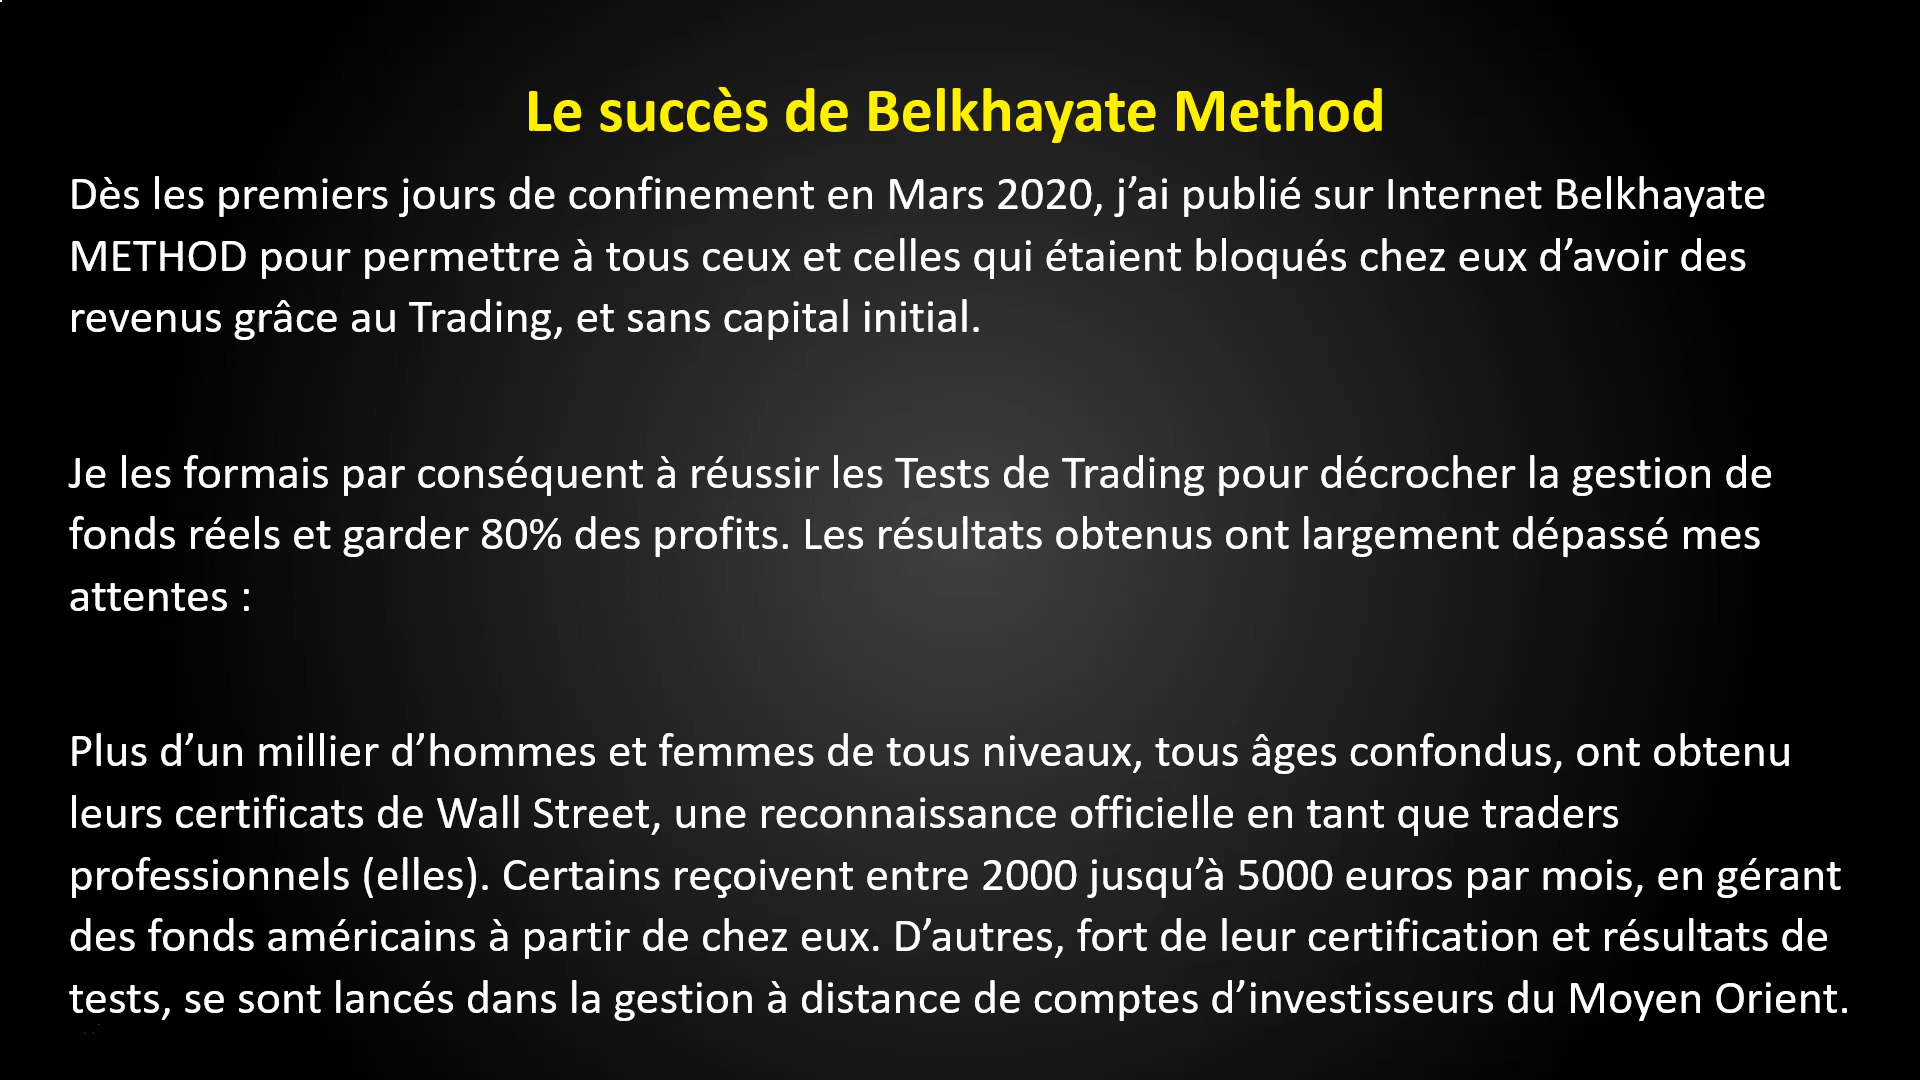 Le succès de Belkhayate Method
Dès les premiers jours de confinement en Mars 2020, j’ai publié sur Internet Belkhayate
METHOD pour permettre à tous ceux et celles qui étaient bloqués chez eux d’avoir des
revenus grâce au Trading, et sans capital initial.
Je les formais par conséquent à réussir les Tests de Trading pour décrocher la gestion de
fonds réels et garder 80% des profits. Les résultats obtenus ont largement dépassé mes
attentes :
Plus d’un millier d’hommes et femmes de tous niveaux, tous âges confondus, ont obtenu
leurs certificats de Wall Street, une reconnaissance officielle en tant que traders
professionnels (elles). Certains reçoivent entre 2000 jusqu’à 5000 euros par mois, en gérant
des fonds américains à partir de chez eux. D’autres, fort de leur certification et résultats de
tests, se sont lancés dans la gestion à distance de comptes d’investisseurs du Moyen Orient.